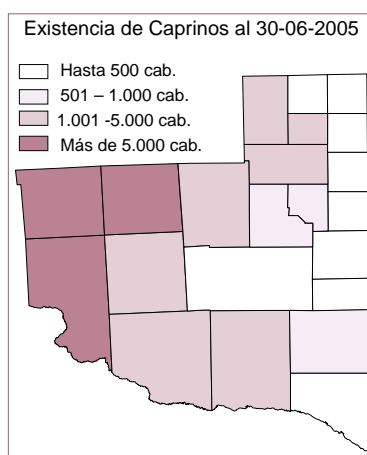 Existencia de Caprinos al 30-06-2005
Hasta 500 cab.
501 – 1.000 cab.
1.001 -5.000 cab.
Más de 5.000 cab.